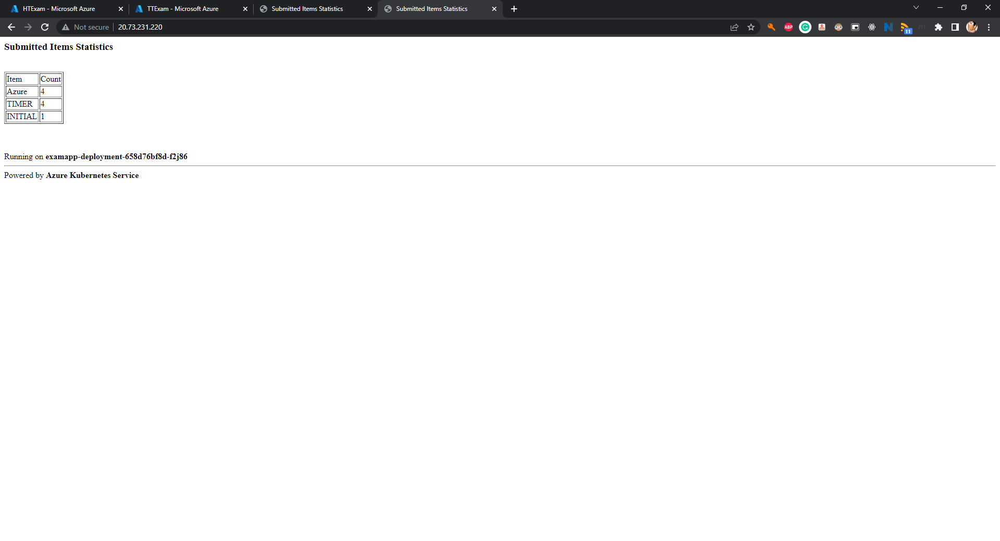 HTExam - Microsoft Azure
TTExam - Microsoft Azure
Submitted Items Statistics
Submitted Items Statistics
Not secure
20.73.231.220
ABP
11
Submitted Items Statistics
Item Count
Azure 4
TIMER 4
INITIAL 1
Running on examapp-deployment-658d76bf8d-f2j86
Powered by Azure Kubernetes Service